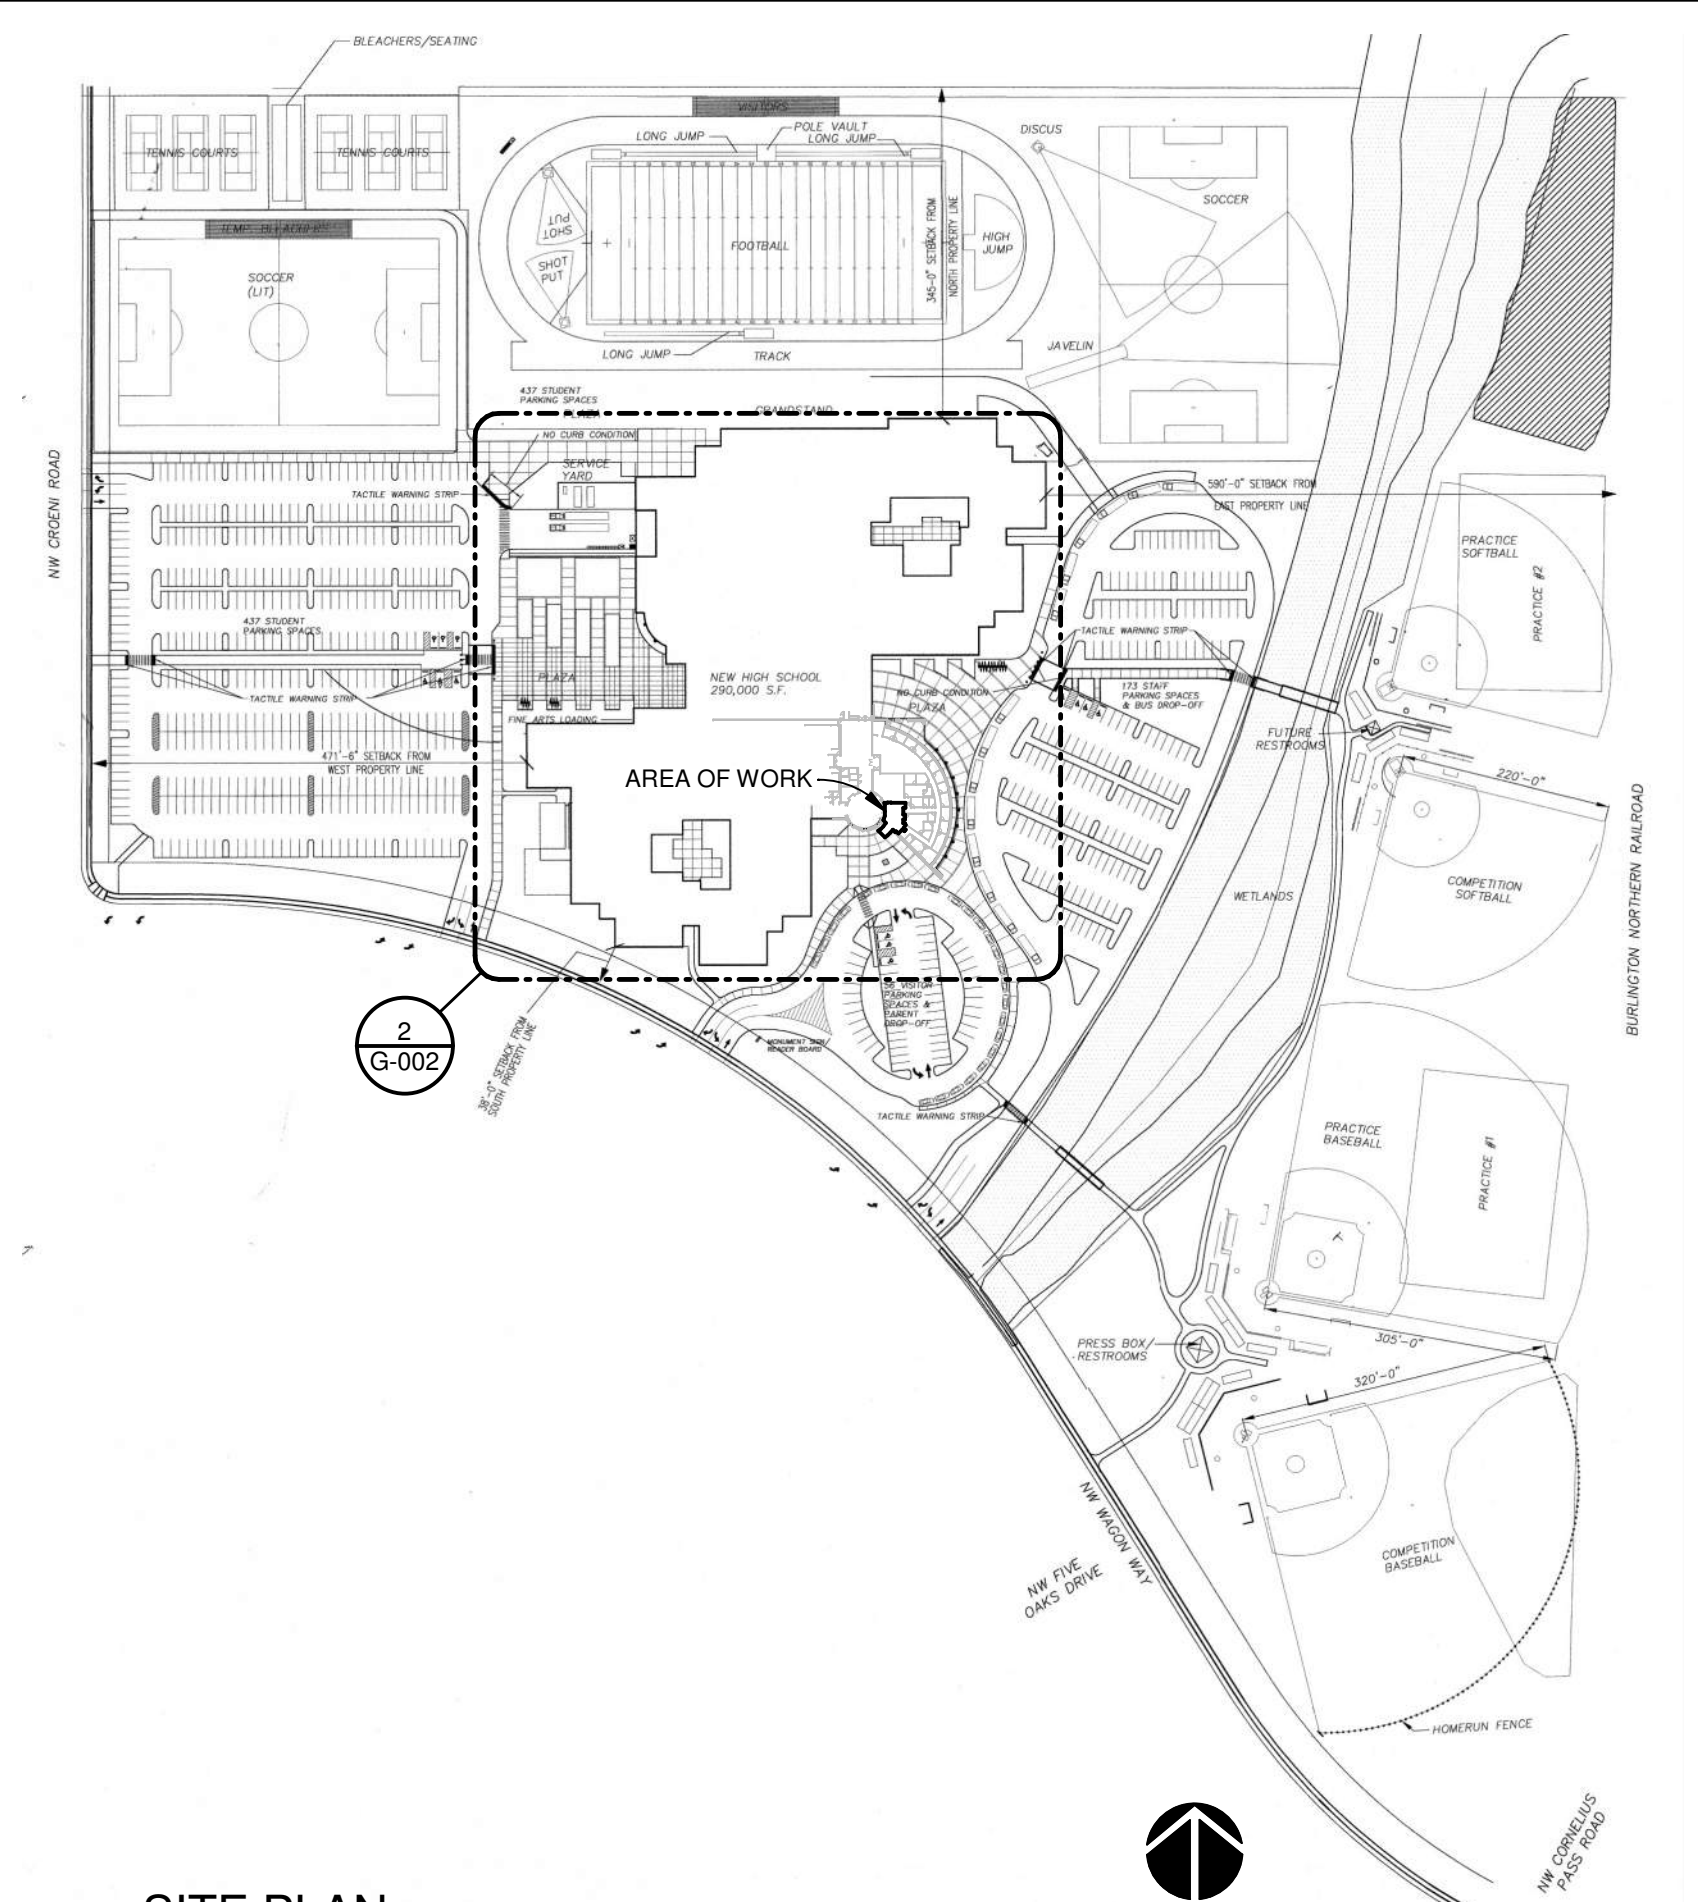 BLEACHERS/SEATING
VISITORS
LONG JUMP
POLE VAULT
LONG JUMP
DISCUS
TENNIS COURTS
TENNIS COURTS
SHOT
PUT
SHOT
PUT
FOOTBALL
345'-0" SETBACK FROM
NORTH PROPERTY LINE
HIGH
JUMP
SOCCER
TEMP. BLEACHERS
SOCCER
(LIT)
JAVELIN
LONG JUMP
TRACK
437 STUDENT
PARKING SPACES
PLAZA
GRANDSTAND
NO CURB CONDITION
SERVICE
YARD
TACTILE WARNING STRIP
NW CROENI ROAD
590'-0" SETBACK FROM
EAST PROPERTY LINE
PRACTICE
SOFTBALL
PRACTICE #2
437 STUDENT
PARKING SPACES
TACTILE WARNING STRIP
TACTILE WARNING STRIP
PLAZA
NEW HIGH SCHOOL
290,000 S.F.
NO CURB CONDITION
PLAZA
173 STAFF
PARKING SPACES
& BUS DROP-OFF
FINE ARTS LOADING
FUTURE
RESTROOMS
471'-6" SETBACK FROM
WEST PROPERTY LINE
AREA OF WORK
220'-0"
BURLINGTON NORTHERN RAILROAD
COMPETITION
SOFTBALL
WETLANDS
2
G-002
56 VISITOR
PARKING
SPACES &
PARENT
DROP-OFF
MONUMENT SIGN/
READER BOARD
38'-0" SETBACK FROM
SOUTH PROPERTY LINE
TACTILE WARNING STRIP
PRACTICE
BASEBALL
PRACTICE #1
PRESS BOX/
RESTROOMS
305'-0"
320'-0"
NW WAGON WAY
NW FIVE
OAKS DRIVE
COMPETITION
BASEBALL
HOMERUN FENCE
NW CORNELIUS
PASS ROAD
SITE PLAN